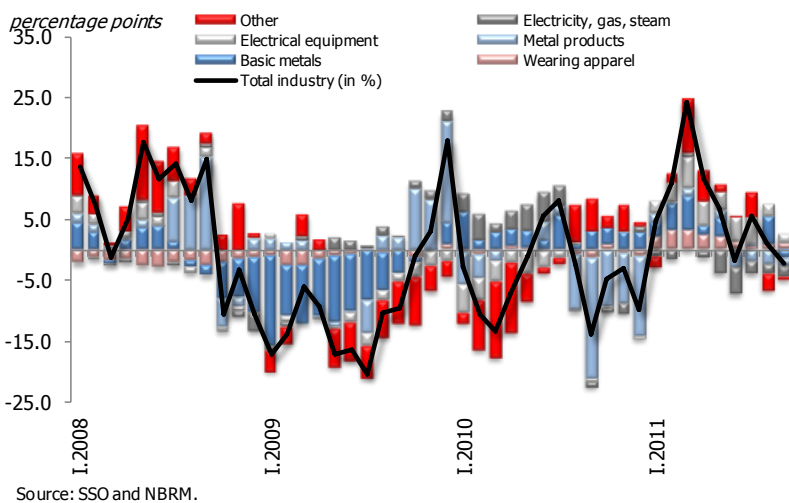 percentage points
Other
Electricity, gas, steam
Electrical equipment
Metal products
Basic metals
Wearing apparel
Total industry (in %)
35.0
25.0
15.0
5.0
-5.0
-15.0
-25.0
I.2008
I.2009
I.2010
I.2011
Source: SSO and NBRM.